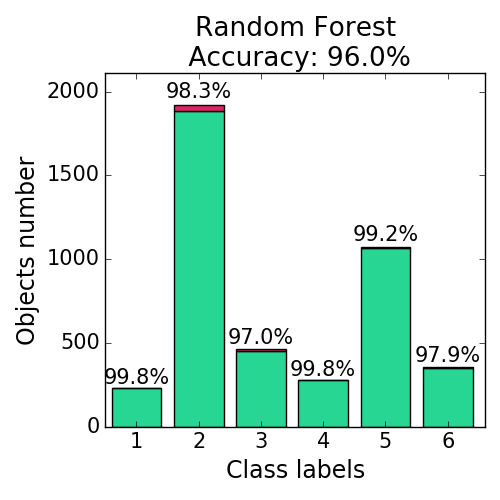 Random Forest
Accuracy: 96.0%
Objects number
2000
1500
1000
500
0
99.8%
98.3%
97.0%
99.8%
99.2%
97.9%
1 2 3 4 5 6
Class labels